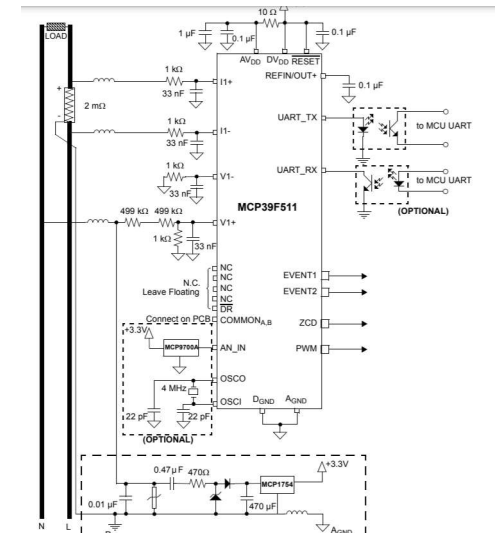 10 Ω
1 μF
0.1 μF
0.1 μF
LOAD
AVDD DVDD RESET
REFIN/OUT+
0.1 μF
1 kΩ
I1+
33 nF
+
-
2 mΩ
UART_TX
to MCU UART
1 kΩ
I1-
33 nF
1 kΩ
V1-
33 nF
UART_RX
to MCU UART
(OPTIONAL)
MCP39F511
499 kΩ 499 kΩ
V1+
1 kΩ
33 nF
NC
NC
NC
NC
N.C.
Leave Floating
DR
Connect on PCB
COMMONA,B
EVENT1
EVENT2
ZCD
PWM
+3.3V
MCP9700A
AN_IN
OSCO
4 MHz
OSCI
22 pF
22 pF
(OPTIONAL)
DGND AGND
0.47μF 470Ω
MCP1754
+3.3V
0.01 μF
470 μF
N L
AGND